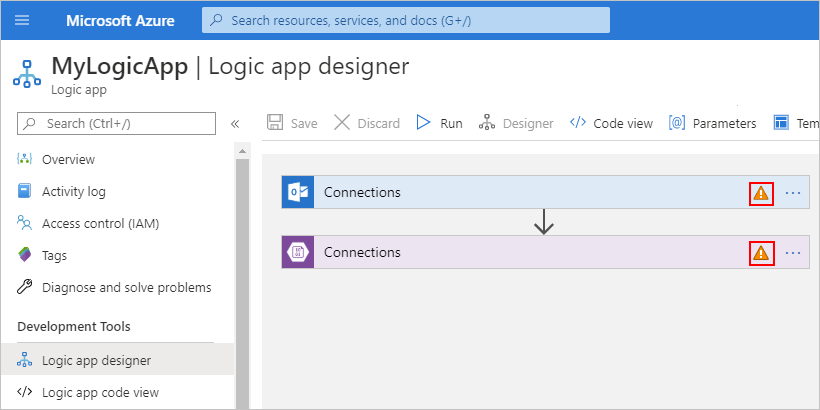 Microsoft Azure
Search resources, services, and docs (G+/)
MyLogicApp | Logic app designer
Logic app
Search (Ctrl+/)
«
Save
Discard
Run
Designer
Code view
Parameters
Tem
Overview
Activity log
Access control (IAM)
Tags
Diagnose and solve problems
Development Tools
Logic app designer
Logic app code view
Connections
Connections